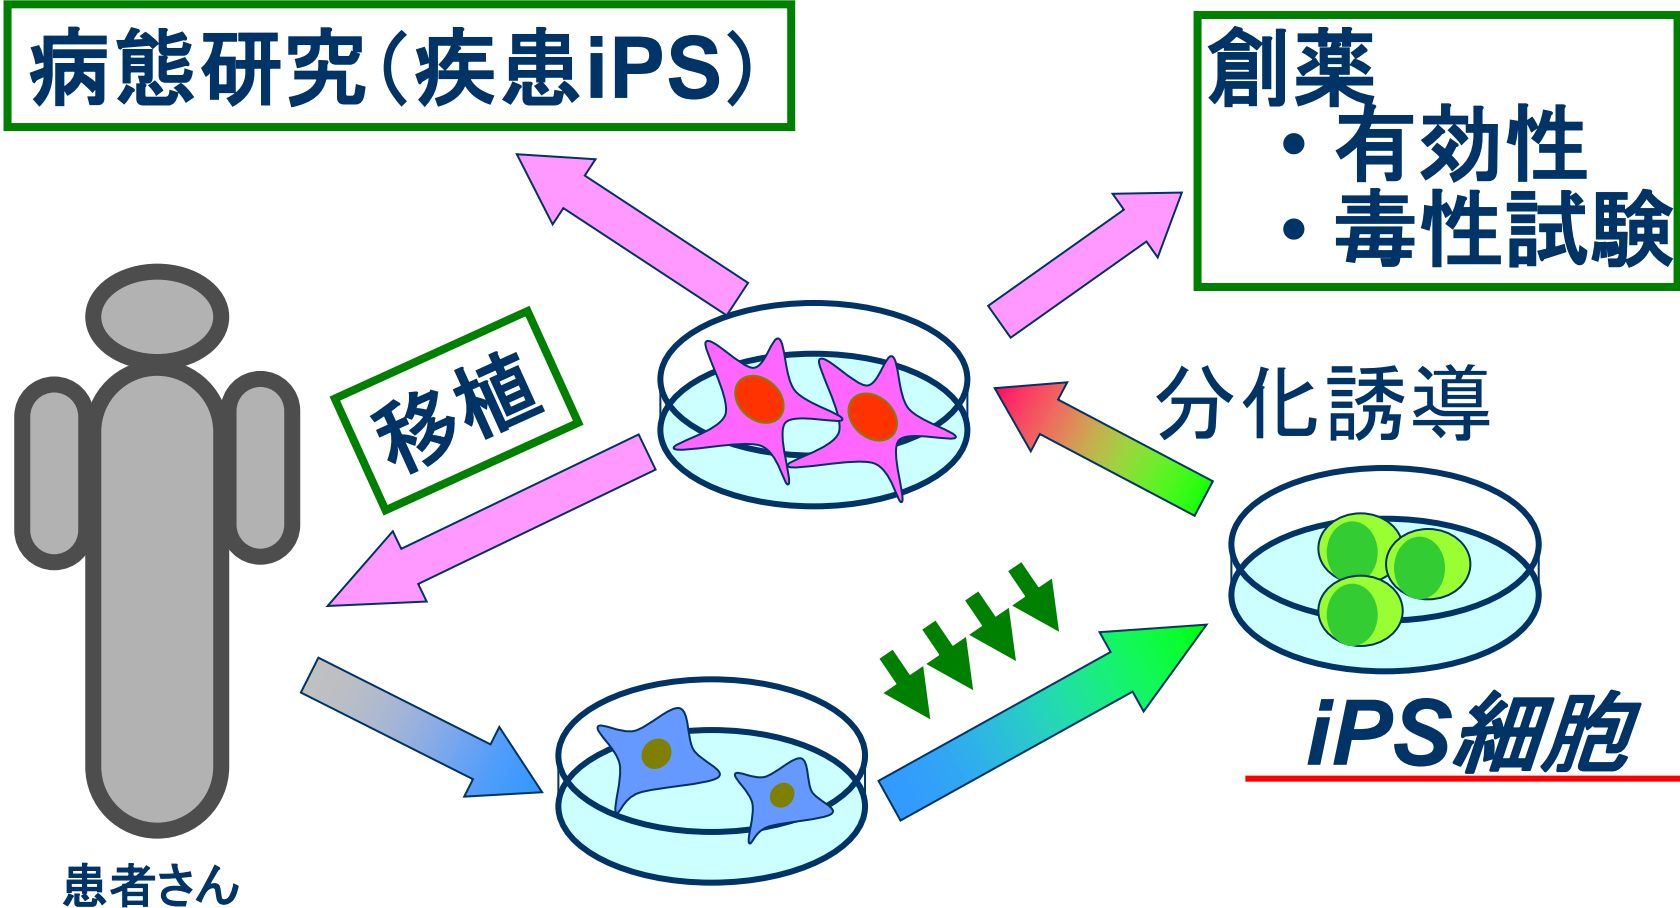 病態研究（疾患iPS）
創薬
・有効性
・毒性試験
移植
分化誘導
iPS細胞
患者さん